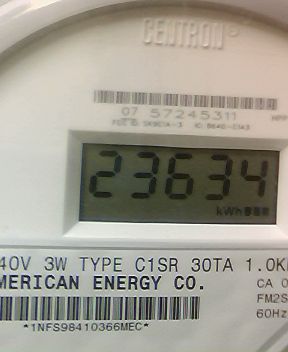 CENTRON
07 57245311
23634
kWh
40V 3W TYPE C1SR 30TA 1.0K
MERICAN ENERGY CO.
CA 0
FM2S
60Hz
*1NFS98410366MEC*